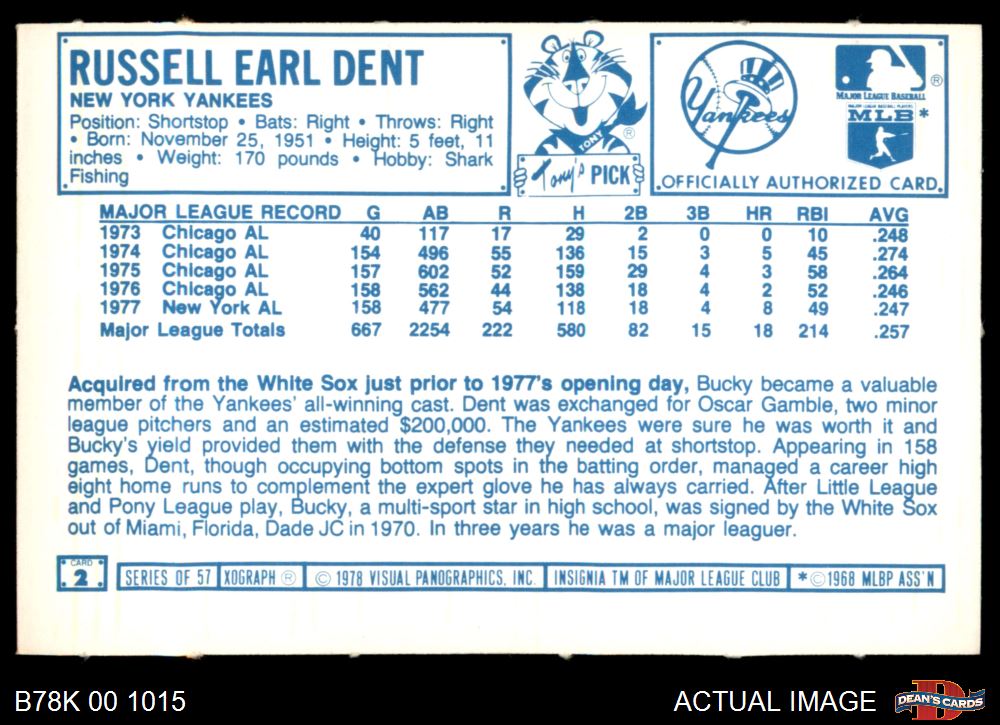 RUSSELL EARL DENT
NEW YORK YANKEES
Position: Shortstop • Bats: Right • Throws: Right
• Born: November 25, 1951 • Height: 5 feet, 11
inches • Weight: 170 pounds • Hobby: Shark
Fishing
TONY
®
Tony's PICK
Yankees
®
MAJOR LEAGUE BASEBALL
MAJOR LEAGUE BASEBALL PLAYERS
MLB *
OFFICIALLY AUTHORIZED CARD
MAJOR LEAGUE RECORD G AB R H 2B 3B HR RBI AVG
1973 Chicago AL 40 117 17 29 2 0 0 10 .248
1974 Chicago AL 154 496 55 136 15 3 5 45 .274
1975 Chicago AL 157 602 52 159 29 4 3 58 .264
1976 Chicago AL 158 562 44 138 18 4 2 52 .246
1977 New York AL 158 477 54 118 18 4 8 49 .247
Major League Totals 667 2254 222 580 82 15 18 214 .257
Acquired from the White Sox just prior to 1977's opening day, Bucky became a valuable
member of the Yankees' all-winning cast. Dent was exchanged for Oscar Gamble, two minor
league pitchers and an estimated $200,000. The Yankees were sure he was worth it and
Bucky's yield provided them with the defense they needed at shortstop. Appearing in 158
games, Dent, though occupying bottom spots in the batting order, managed a career high
eight home runs to complement the expert glove he has always carried. After Little League
and Pony League play, Bucky, a multi-sport star in high school, was signed by the White Sox
out of Miami, Florida, Dade JC in 1970. In three years he was a major leaguer.
CARD
2
SERIES OF 57 XOGRAPH ® © 1978 VISUAL PANOGRAPHICS, INC. INSIGNIA TM OF MAJOR LEAGUE CLUB * © 1968 MLBP ASS'N
B78K 00 1015
ACTUAL IMAGE
D
DEAN'S CARDS